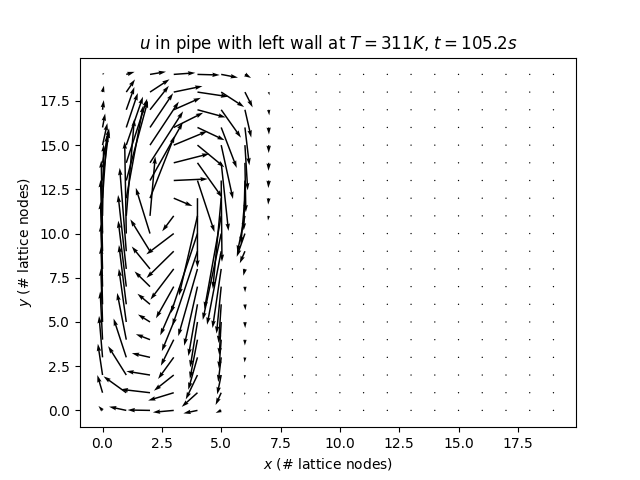 u in pipe with left wall at T = 311K, t = 105.2s
17.5
15.0
12.5
10.0
7.5
5.0
2.5
0.0
y (# lattice nodes)
0.0 2.5 5.0 7.5 10.0 12.5 15.0 17.5
x (# lattice nodes)